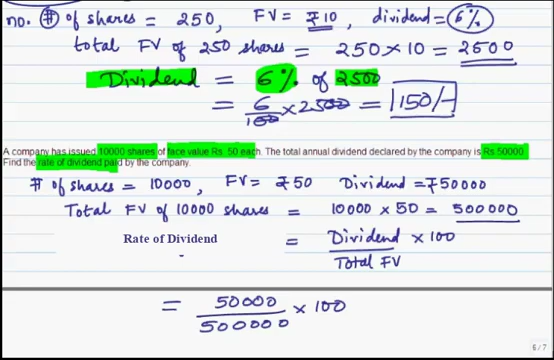 no. # of shares = 250, FV = ₹10, dividend = 6%
total FV of 250 shares = 250 × 10 = 2500
Dividend = 6% of 2500
= 6/100 × 2500 = 150/-
A company has issued 10000 shares of face value Rs. 50 each. The total annual dividend declared by the company is Rs 50000.
Find the rate of dividend paid by the company.
# of shares = 10000, FV = ₹50 Dividend = ₹50000
Total FV of 10000 shares = 10000 × 50 = 500000
Rate of Dividend = Dividend/Total FV × 100
= 50000/500000 × 100
6 / 7